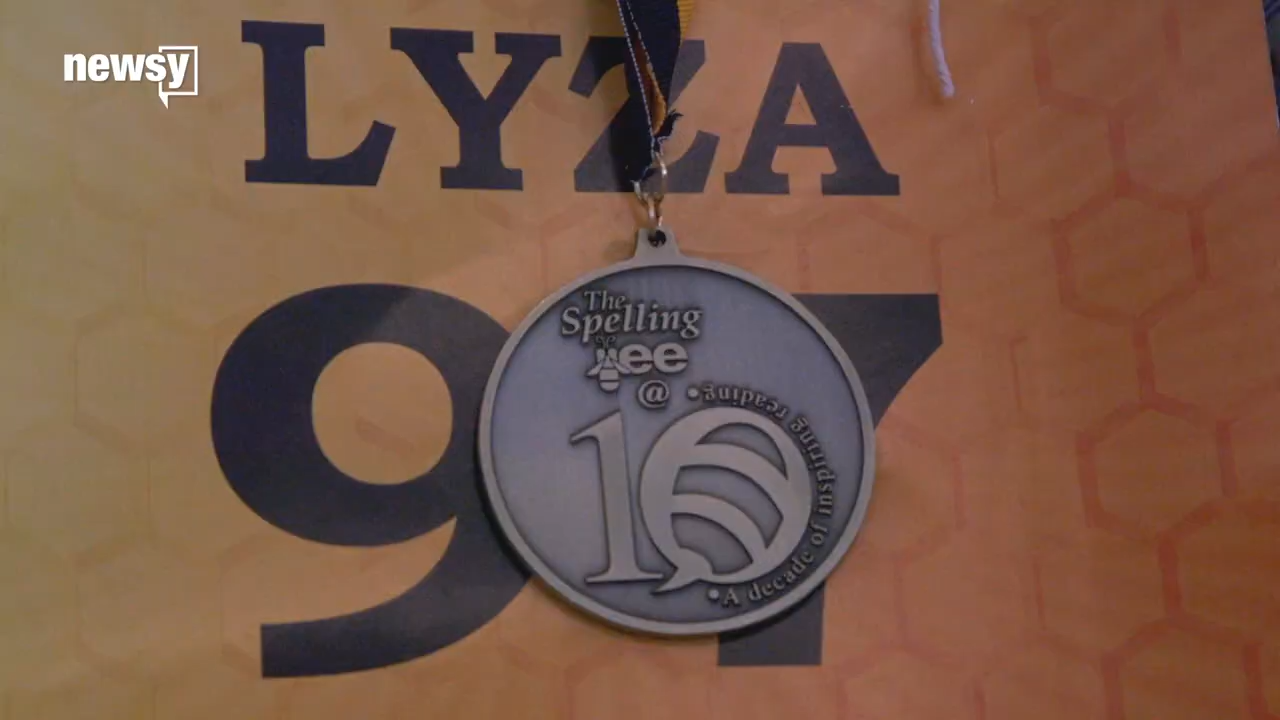 newsy
LYZA
97
The
Spelling
Bee
@
10
• A decade of inspiring reading •